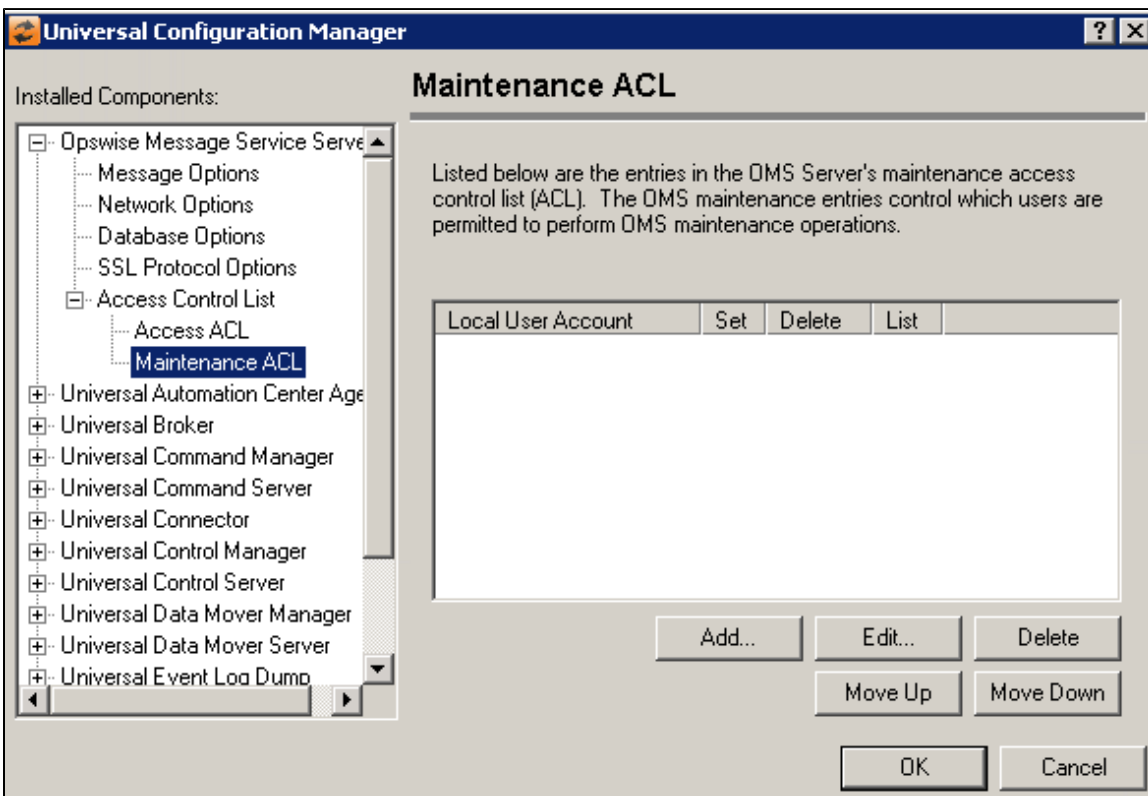 Universal Configuration Manager
?
Installed Components:
Opswise Message Service Serve
Message Options
Network Options
Database Options
SSL Protocol Options
Access Control List
Access ACL
Maintenance ACL
Universal Automation Center Age
Universal Broker
Universal Command Manager
Universal Command Server
Universal Connector
Universal Control Manager
Universal Control Server
Universal Data Mover Manager
Universal Data Mover Server
Universal Event Log Dump
Maintenance ACL
Listed below are the entries in the OMS Server's maintenance access
control list (ACL).  The OMS maintenance entries control which users are
permitted to perform OMS maintenance operations.
Local User Account Set Delete List
Add... Edit... Delete
Move Up Move Down
OK Cancel